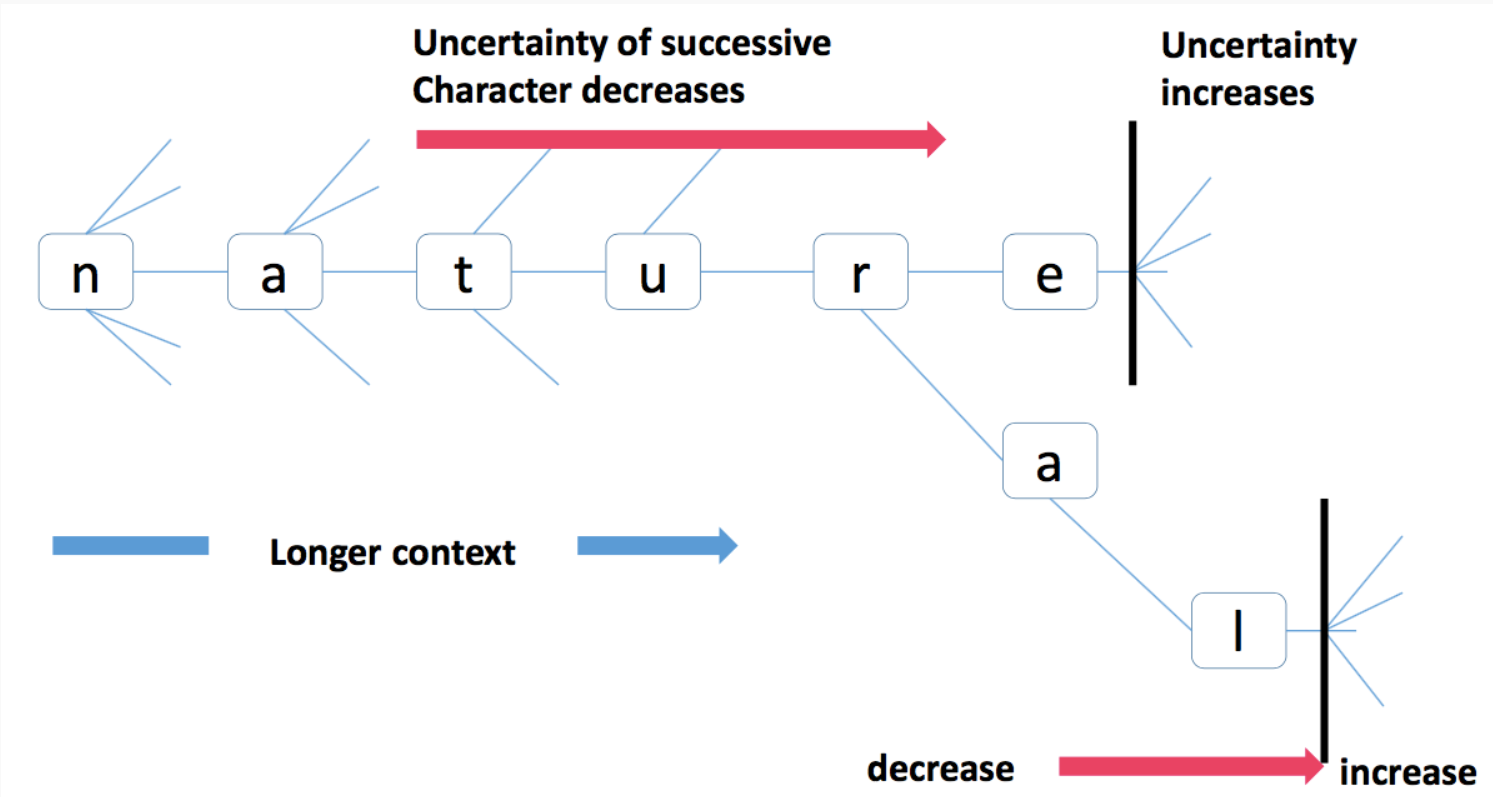 Uncertainty of successive
Character decreases
Uncertainty
increases
n a t u r e
a
Longer context
l
decrease
increase